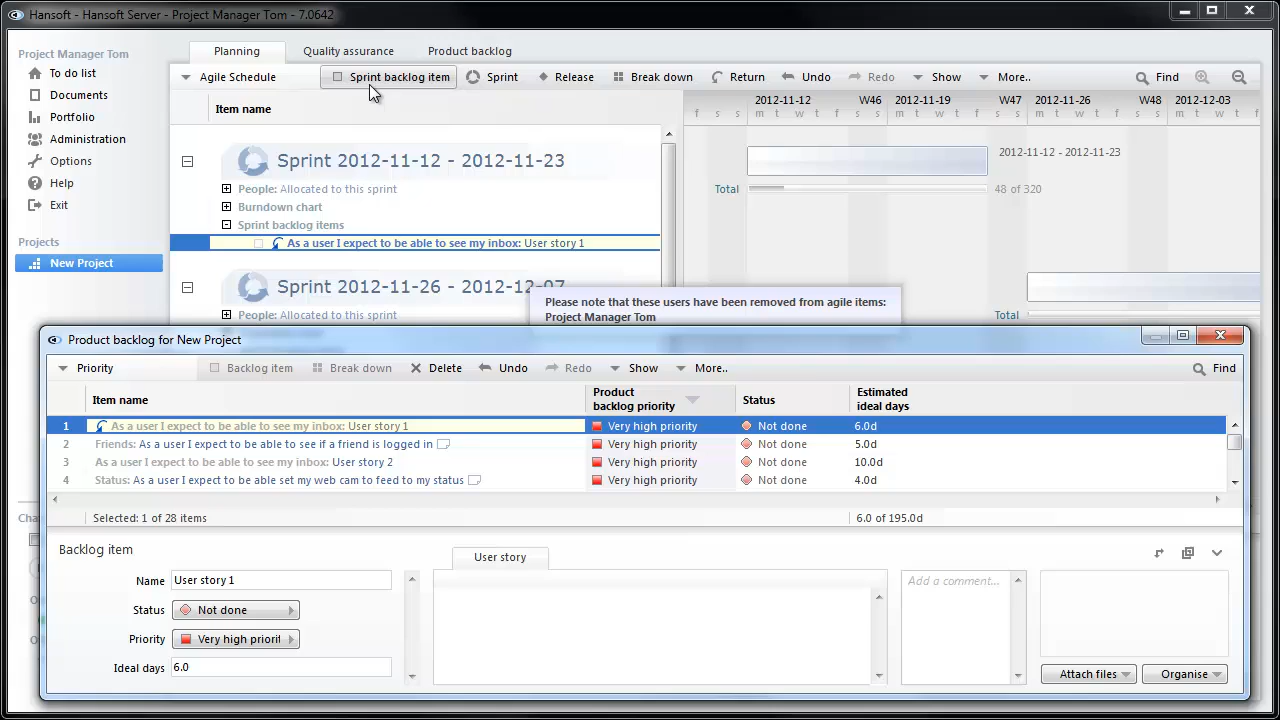 Hansoft - Hansoft Server - Project Manager Tom - 7.0642
Project Manager Tom
To do list
Documents
Portfolio
Administration
Options
Help
Exit
Projects
New Project
Planning
Quality assurance
Product backlog
Agile Schedule
Sprint backlog item
Sprint
Release
Break down
Return
Undo
Redo
Show
More..
Find
Item name
2012-11-12 W46 2012-11-19 W47 2012-11-26 W48 2012-12-03
f s s m t w t f s s m t w t f s s m t w t f s s m t w t
Sprint 2012-11-12 - 2012-11-23
2012-11-12 - 2012-11-23
People: Allocated to this sprint
Total
48 of 320
Burndown chart
Sprint backlog items
As a user I expect to be able to see my inbox: User story 1
Sprint 2012-11-26 - 2012-12-07
People: Allocated to this sprint
Total
Please note that these users have been removed from agile items:
Project Manager Tom
Product backlog for New Project
Priority
Backlog item
Break down
Delete
Undo
Redo
Show
More..
Find
Item name
Product
backlog priority
Status
Estimated
ideal days
1 As a user I expect to be able to see my inbox: User story 1 Very high priority Not done 6.0d
2 Friends: As a user I expect to be able to see if a friend is logged in Very high priority Not done 5.0d
3 As a user I expect to be able to see my inbox: User story 2 Very high priority Not done 10.0d
4 Status: As a user I expect to be able set my web cam to feed to my status Very high priority Not done 4.0d
Selected: 1 of 28 items
6.0 of 195.0d
Backlog item
User story
Name User story 1
Status Not done
Priority Very high priorit
Ideal days 6.0
Add a comment...
Attach files
Organise